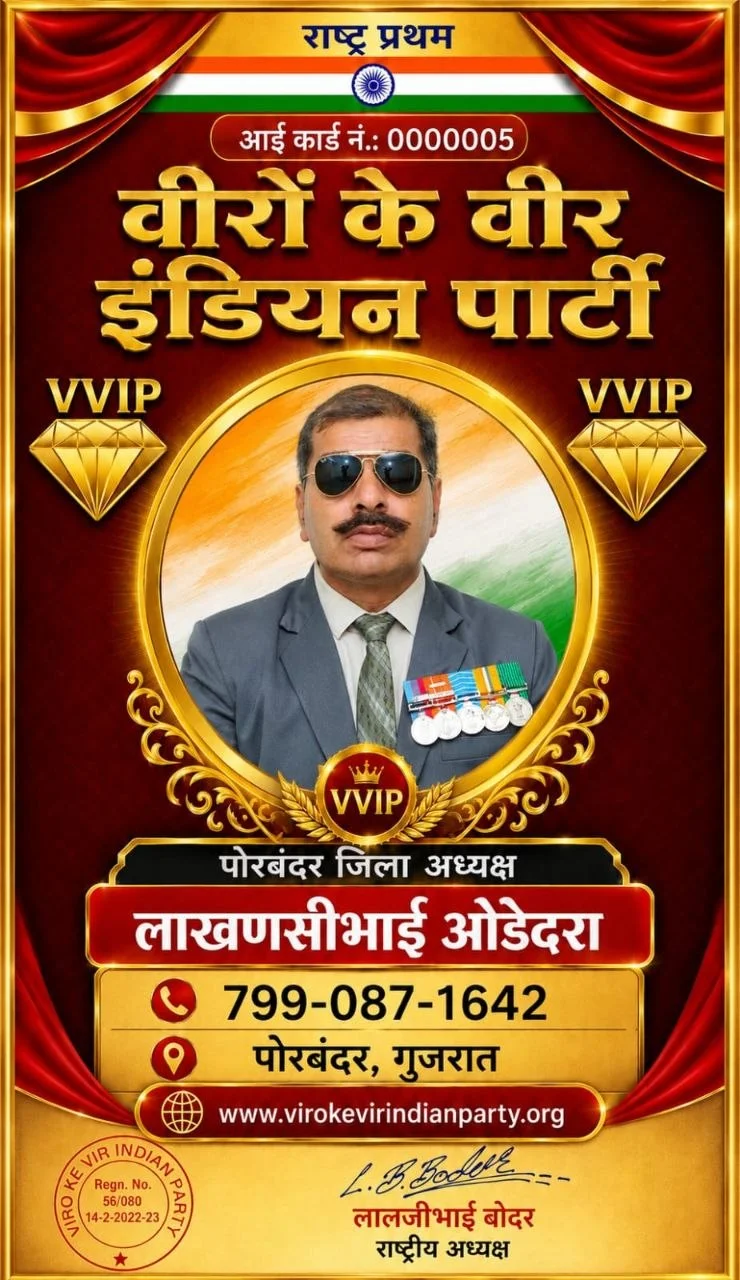 राष्ट्र प्रथम
आई कार्ड नं.: 0000005
वीरों के वीर
इंडियन पार्टी
VVIP
VVIP
VVIP
पोरबंदर जिला अध्यक्ष
लाखणसीभाई ओडेदरा
799-087-1642
पोरबंदर, गुजरात
www.virokevirindianparty.org
VIRO KE VIR INDIAN PARTY
Regn. No.
56/080
14-2-2022-23
L. B. Boder
लालजीभाई बोदर
राष्ट्रीय अध्यक्ष